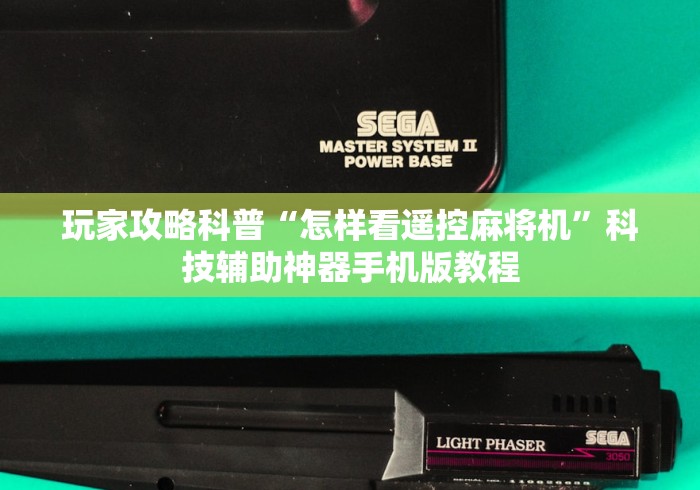 SEGA
MASTER SYSTEM II
POWER BASE
玩家攻略科普“怎样看遥控麻将机”科
技辅助神器手机版教程
LIGHT PHASER
SEGA
3050